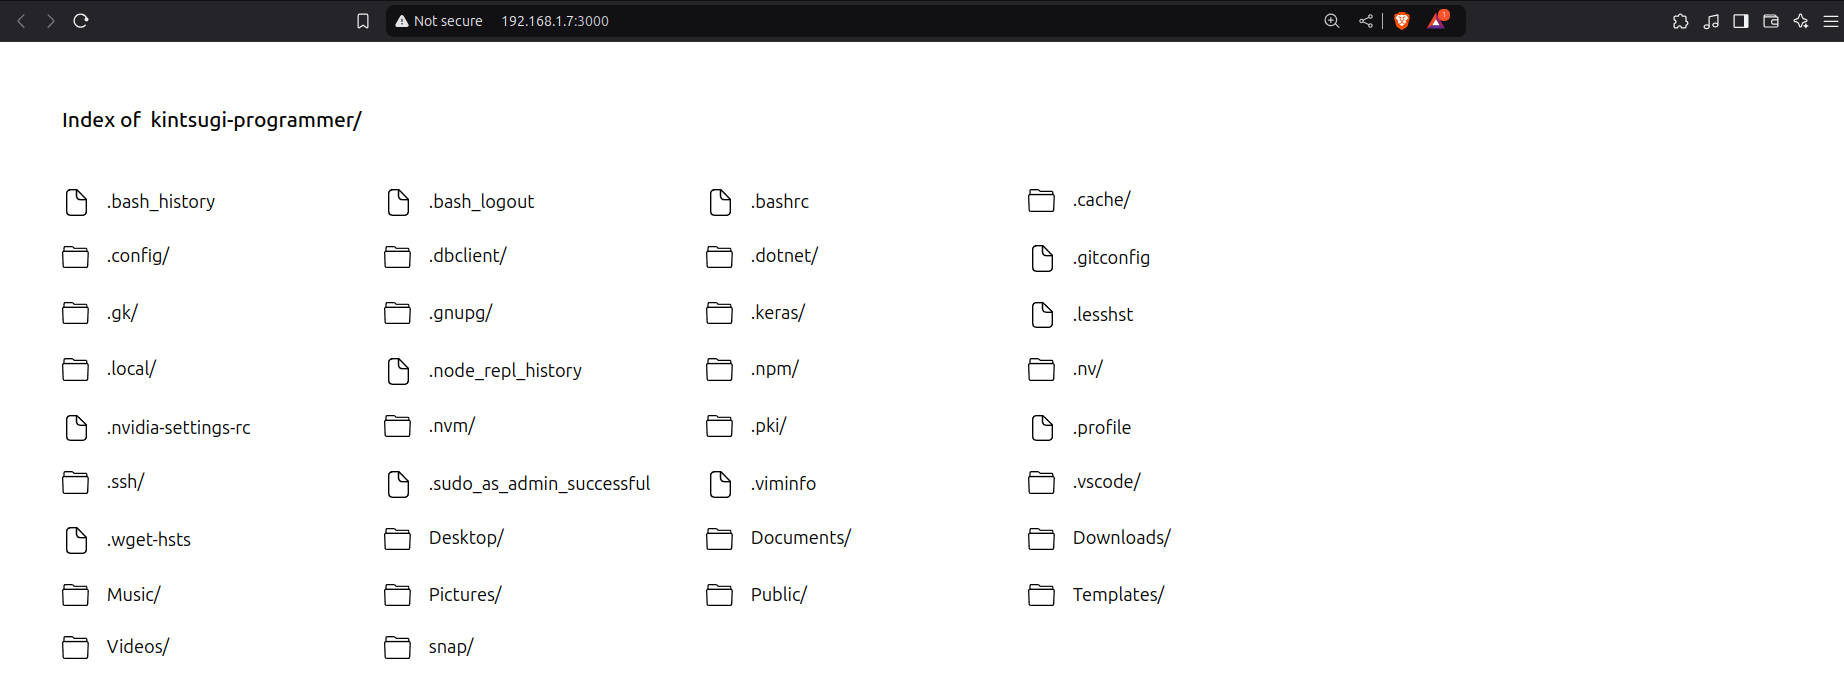 Not secure 192.168.1.7:3000 1
Index of kintsugi-programmer/
.bash_history .bash_logout .bashrc .cache/
.config/ .dbclient/ .dotnet/ .gitconfig
.gk/ .gnupg/ .keras/ .lesshst
.local/ .node_repl_history .npm/ .nv/
.nvidia-settings-rc .nvm/ .pki/ .profile
.ssh/ .sudo_as_admin_successful .viminfo .vscode/
.wget-hsts Desktop/ Documents/ Downloads/
Music/ Pictures/ Public/ Templates/
Videos/ snap/